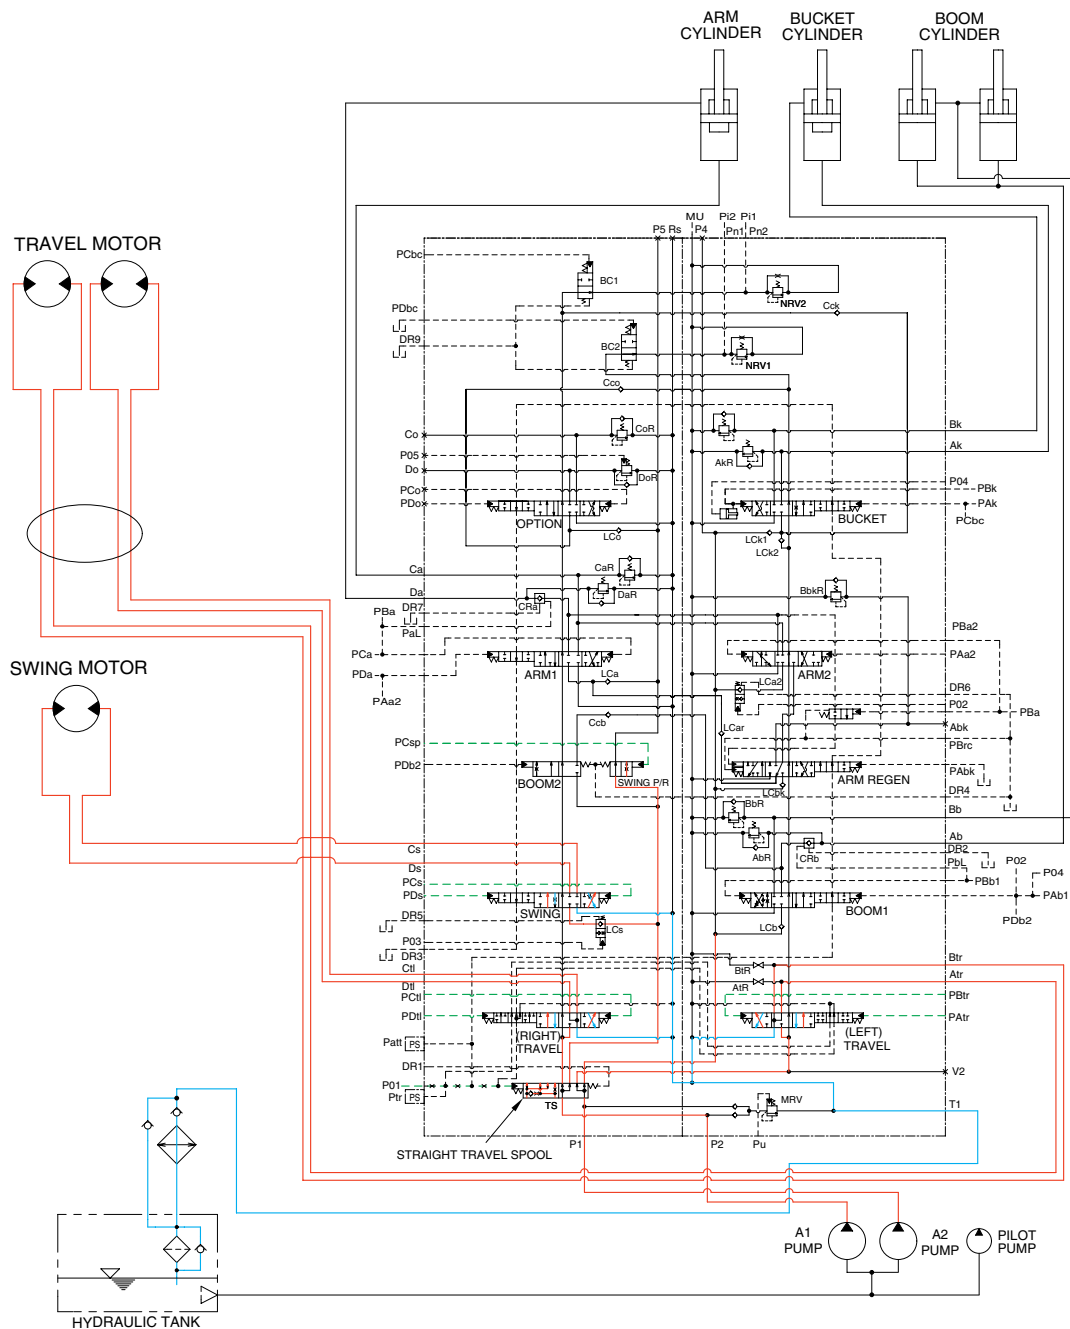 ARM CYLINDER
BUCKET CYLINDER
BOOM CYLINDER
TRAVEL MOTOR
SWING MOTOR
P5 Rs
MU
P4
Pi2 Pi1
Pn1 Pn2
PCbc
BC1
NRV2
Cck
PDbc
DR9
BC2
NRV1
Cco
Co
CoR
P05
Do
DoR
PCo
PDo
OPTION
LCo
Bk
Ak
AkR
P04
PBk
PAk
PCbc
BUCKET
LCk1
LCk2
Ca
CaR
Da
DaR
CRa
PBa
DR7
PaL
PCa
PDa
PAa2
ARM1
LCa
BbkR
PBa2
PAa2
ARM2
LCa2
DR6
P02
PBa
Abk
LCar
Ccb
PCsp
PDb2
BOOM2
SWING P/R
PBrc
PAbk
ARM REGEN
LCbk
DR4
BbR
Bb
AbR
CRb
Ab
DR2
PbL
P02
P04
PBb1
PAb1
PDb2
Cs
Ds
PCs
PDs
SWING
BOOM1
DR5
LCs
LCb
P03
DR3
Ctl
Dtl
PCtl
PDtl
BtR
Btr
AtR
Atr
PBtr
PAtr
(RIGHT) TRAVEL
(LEFT) TRAVEL
Patt
PS
DR1
P01
Ptr
PS
TS
V2
MRV
T1
STRAIGHT TRAVEL SPOOL
P1
P2
Pu
A1 PUMP
A2 PUMP
PILOT PUMP
HYDRAULIC TANK